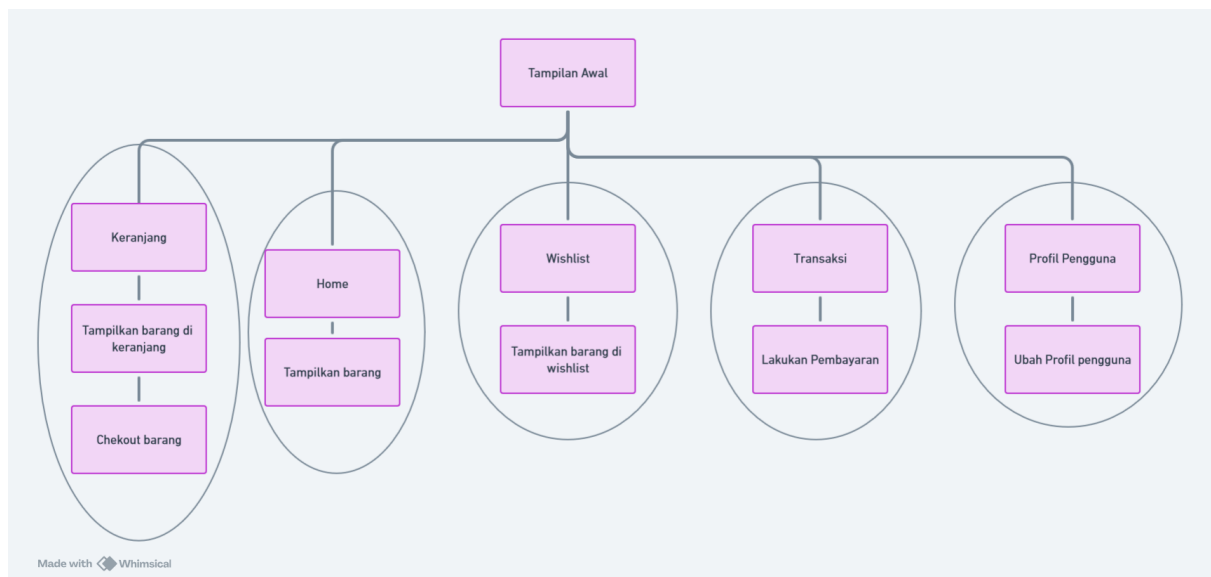 Tampilan Awal
Keranjang
Tampilkan barang di
keranjang
Chekout barang
Home
Tampilkan barang
Wishlist
Tampilkan barang di
wishlist
Transaksi
Lakukan Pembayaran
Profil Pengguna
Ubah Profil pengguna
Made with Whimsical